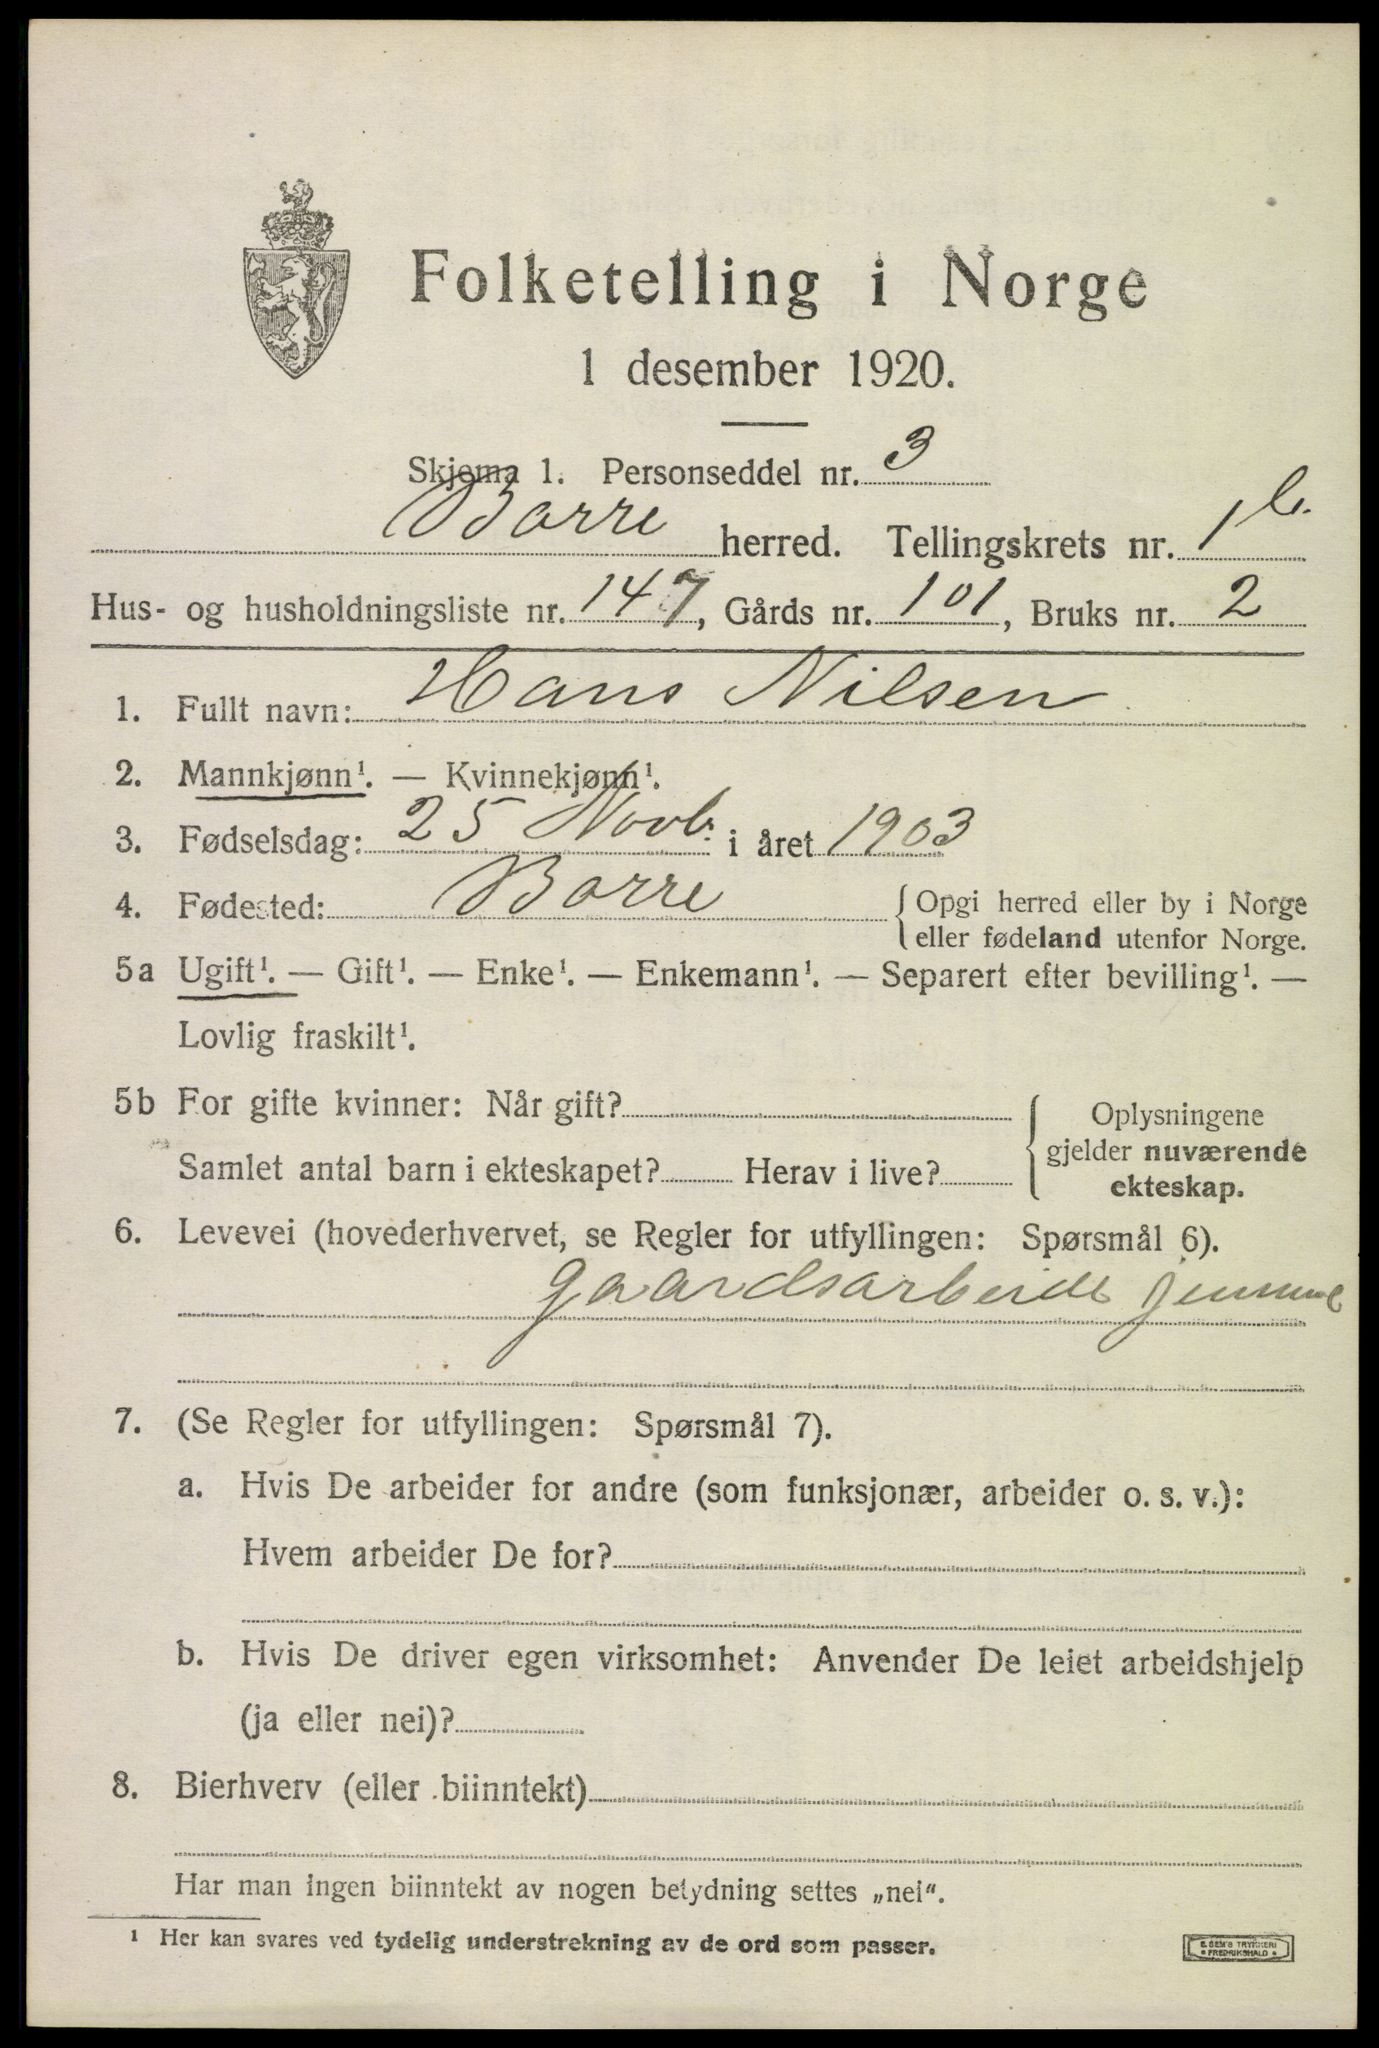 Folketelling i Norge
1 desember 1920.
Skjema 1. Personseddel nr. 3
Borre herred. Tellingskrets nr. 1 b.
Hus- og husholdningsliste nr. 147, Gårds nr. 101, Bruks nr. 2
1. Fullt navn: Hans Nilsen
2. Mannkjønn¹. — Kvinnekjønn¹.
3. Fødselsdag: 25 Novb. i året 1903
4. Fødested: Borre { Opgi herred eller by i Norge
eller fødeland utenfor Norge.
5a Ugift¹. — Gift¹. — Enke¹. — Enkemann¹. — Separert efter bevilling¹. —
Lovlig fraskilt¹.
5b For gifte kvinner: Når gift?
Samlet antal barn i ekteskapet? Herav i live?
Oplysningene
gjelder nuværende
ekteskap.
6. Levevei (hovederhvervet, se Regler for utfyllingen: Spørsmål 6).
Gaardsarbeide
7. (Se Regler for utfyllingen: Spørsmål 7).
a. Hvis De arbeider for andre (som funksjonær, arbeider o. s. v.):
Hvem arbeider De for?
b. Hvis De driver egen virksomhet: Anvender De leiet arbeidshjelp
(ja eller nei)?
8. Bierhverv (eller biinntekt)
Har man ingen biinntekt av nogen betydning settes „nei“.
¹ Her kan svares ved tydelig understrekning av de ord som passer.
E. SEM'S TRYKKERI
FREDRIKSHALD